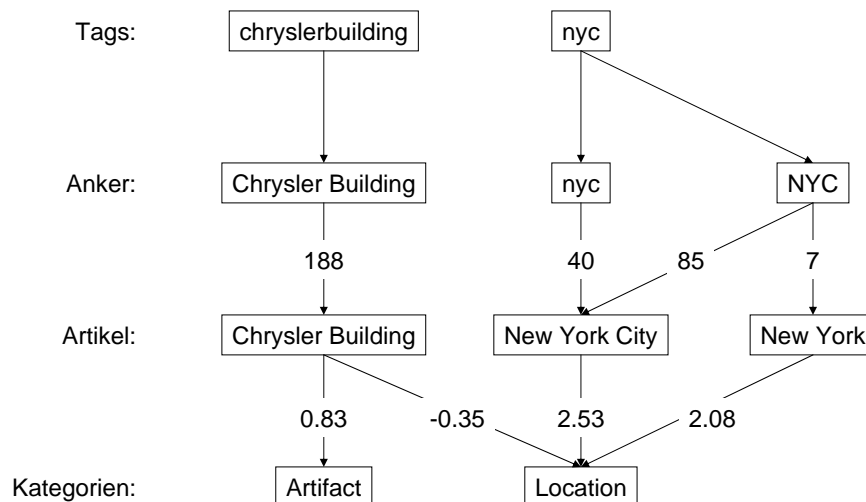 Tags: chryslerbuilding nyc
Anker: Chrysler Building nyc NYC
188 40 85 7
Artikel: Chrysler Building New York City New York
0.83 -0.35 2.53 2.08
Kategorien: Artifact Location